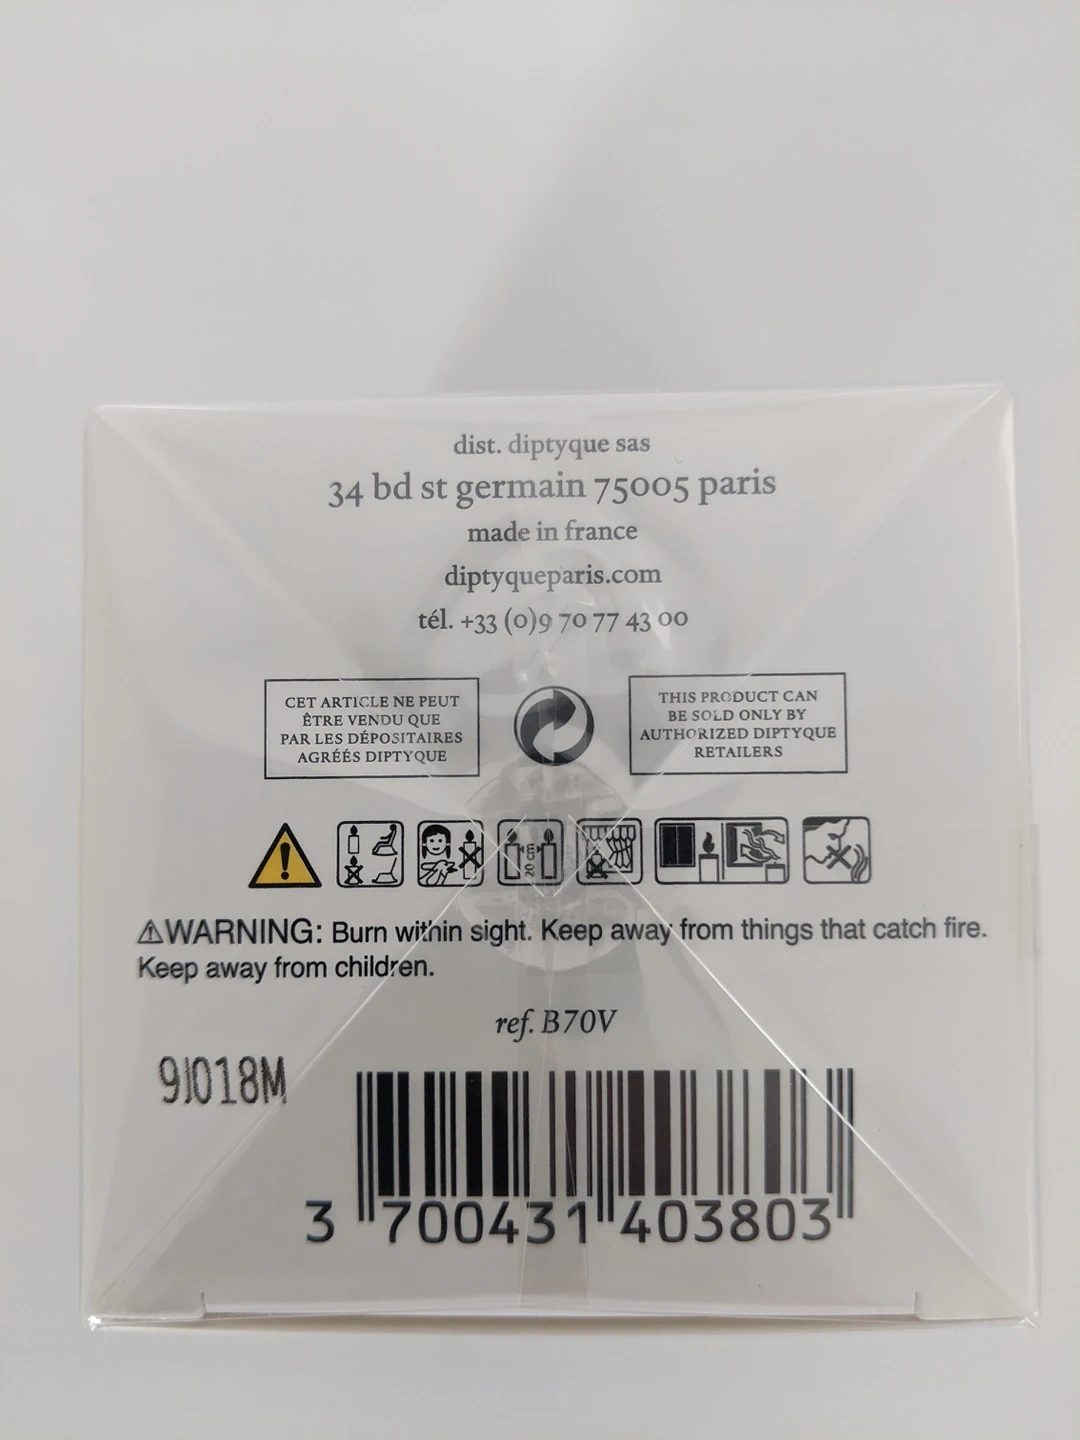 dist. diptyque sas
34 bd st germain 75005 paris
made in france
diptyqueparis.com
tél. +33 (0)9 70 77 43 00
CET ARTICLE NE PEUT
ÊTRE VENDU QUE
PAR LES DÉPOSITAIRES
AGRÉÉS DIPTYQUE
THIS PRODUCT CAN
BE SOLD ONLY BY
AUTHORIZED DIPTYQUE
RETAILERS
20 cm
⚠WARNING: Burn within sight. Keep away from things that catch fire.
Keep away from children.
ref. B70V
9J018M
3 700431 403803